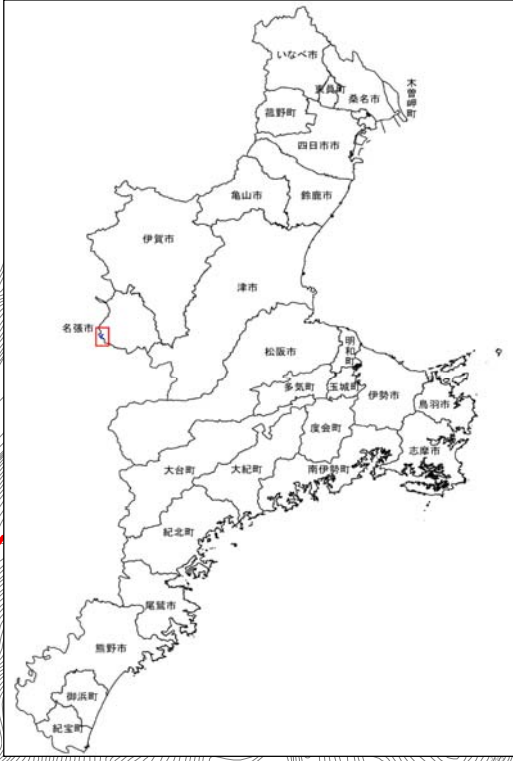 いなべ市
東員町
桑名市
木曽岬町
菰野町
四日市市
亀山市
鈴鹿市
伊賀市
津市
名張市
松阪市
明和町
多気町
玉城町
伊勢市
鳥羽市
度会町
志摩市
大台町
大紀町
南伊勢町
紀北町
尾鷲市
熊野市
御浜町
紀宝町